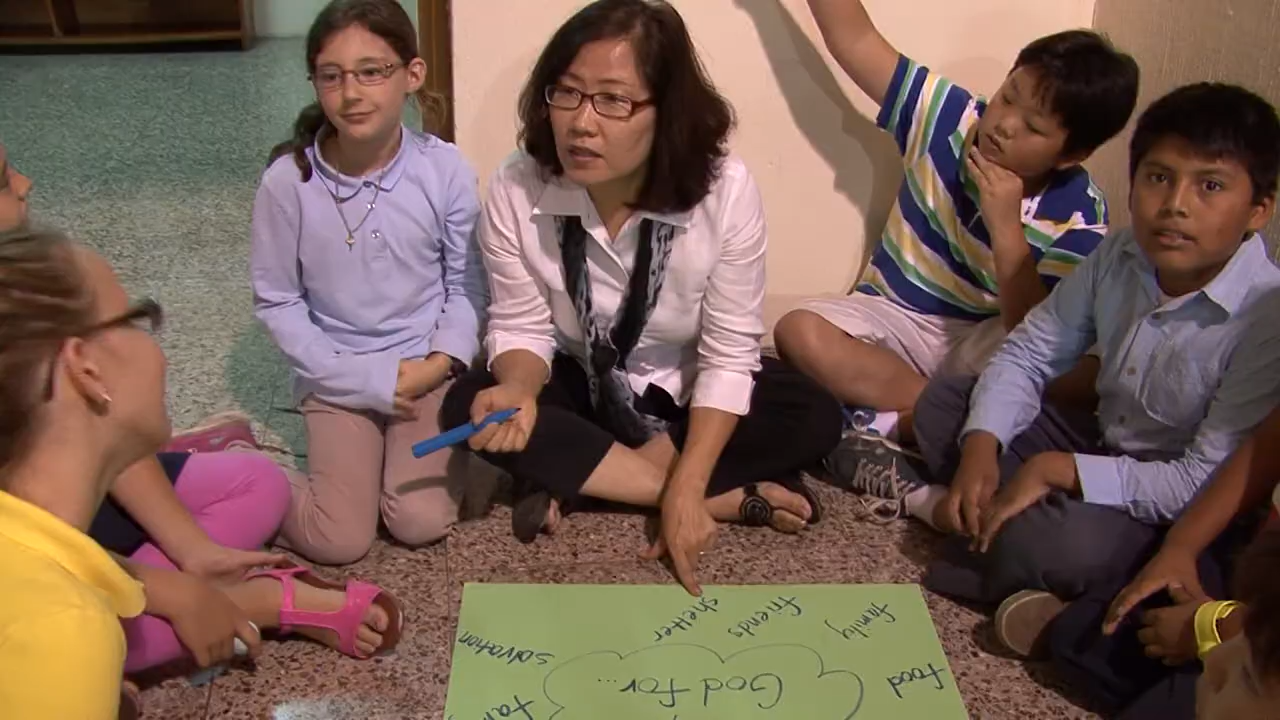 God for...
food
salvation
family
friends
shelter